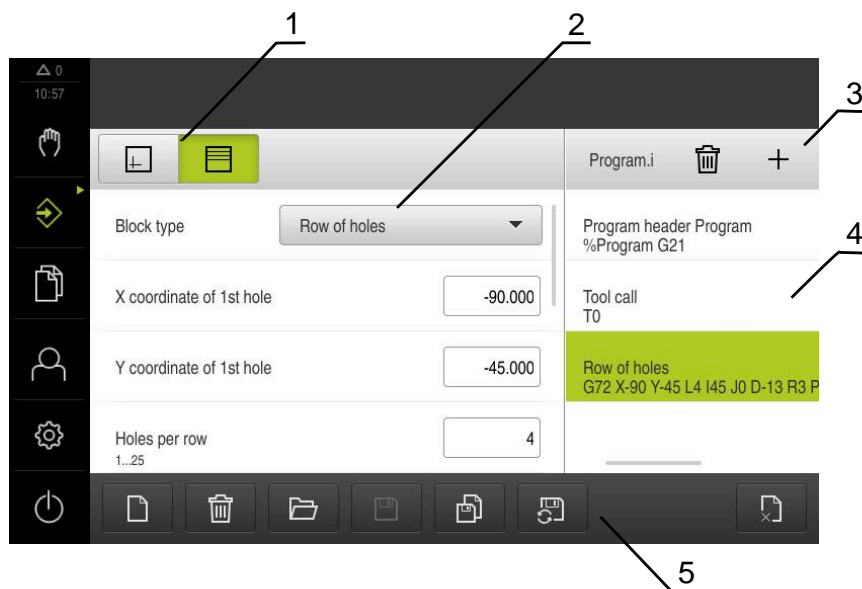 1
2
3
0
10:57
Program.i
Block type
Row of holes
Program header Program
%Program G21
4
X coordinate of 1st hole
-90.000
Tool call
T0
Y coordinate of 1st hole
-45.000
Row of holes
G72 X-90 Y-45 L4 I45 J0 D-13 R3 P
Holes per row
4
1...25
5